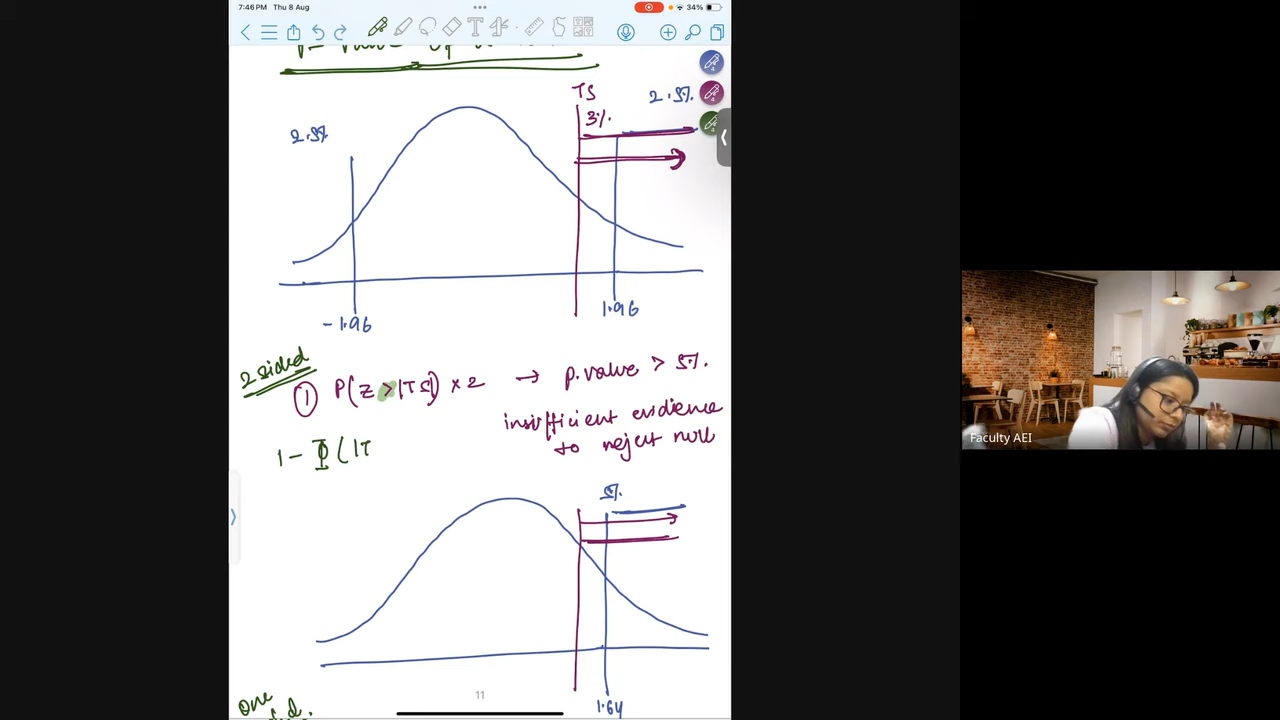 7:46 PM Thu 8 Aug
34%
TS
3%.
2.5%.
2.5%
-1.96
1.96
2 sided
① P(Z > |TS|) × 2 → p.value > 5%.
insufficient evidence
to reject null
1 - Φ(|T
5%.
1.64
11
one
Faculty AEI